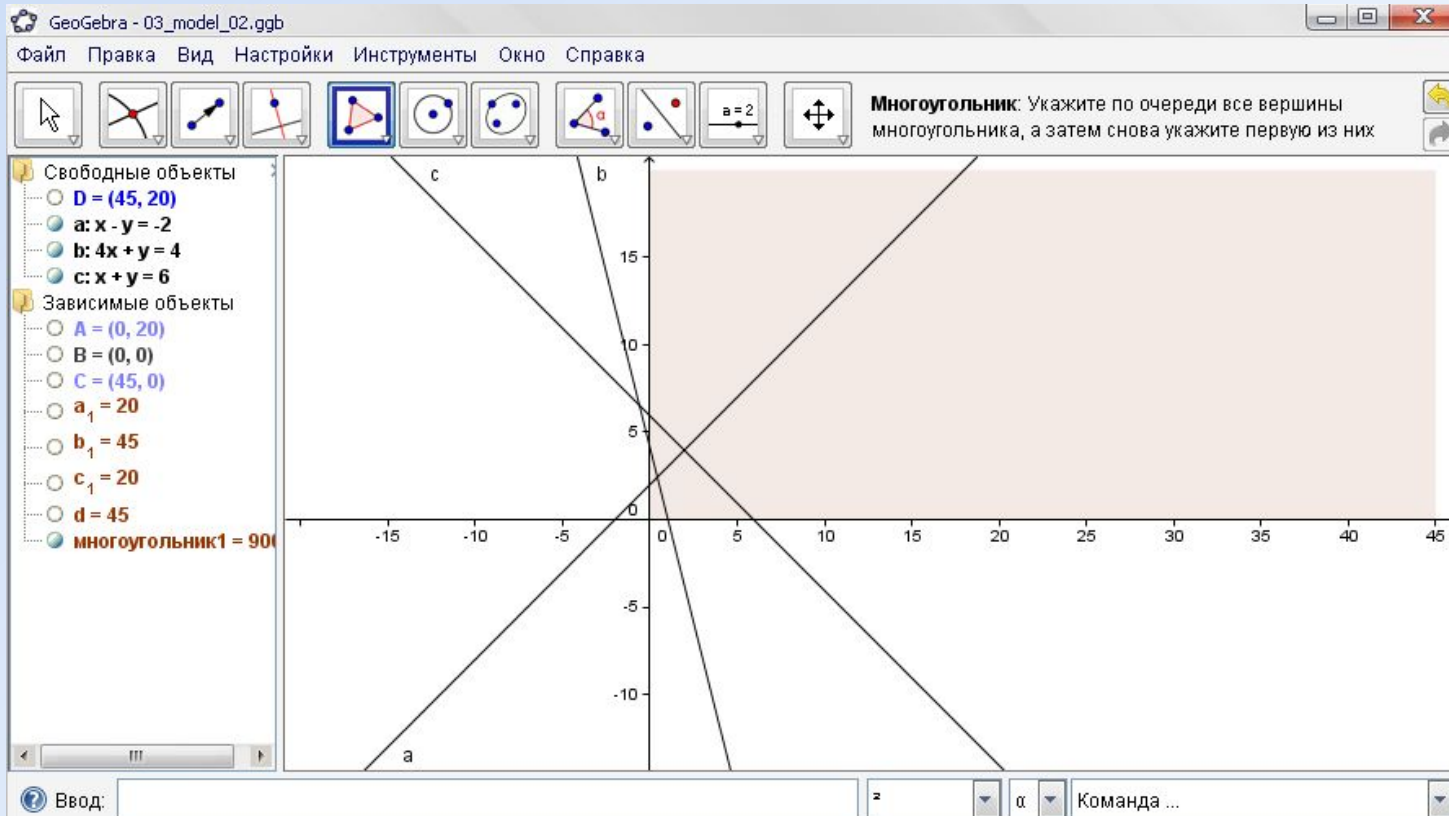 GeoGebra - 03_model_02.ggb
Файл Правка Вид Настройки Инструменты Окно Справка
a = 2
α
Многоугольник: Укажите по очереди все вершины
многоугольника, а затем снова укажите первую из них
Свободные объекты
D = (45, 20)
a: x - y = -2
b: 4x + y = 4
c: x + y = 6
Зависимые объекты
A = (0, 20)
B = (0, 0)
C = (45, 0)
a₁ = 20
b₁ = 45
c₁ = 20
d = 45
многоугольник1 = 900
c b
15
10
5
0
-15 -10 -5 0 5 10 15 20 25 30 35 40 45
-5
-10
a
Ввод: ² α Команда ...